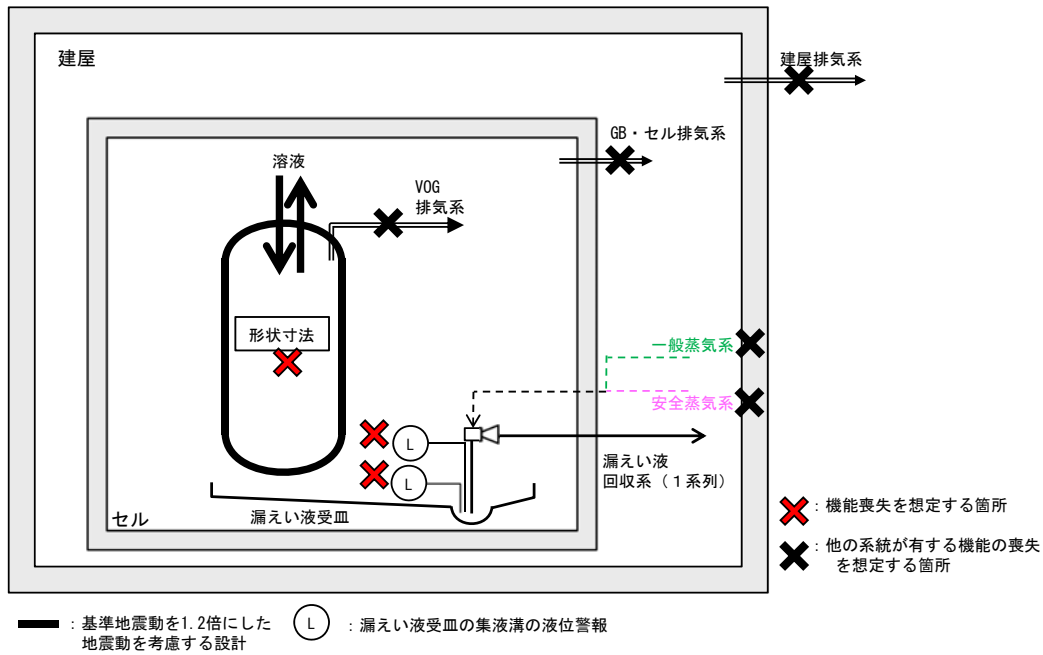 建屋
建屋排気系
GB・セル排気系
溶液
VOG
排気系
形状寸法
一般蒸気系
安全蒸気系
L
L
漏えい液
回収系（１系列）
漏えい液受皿
セル
：機能喪失を想定する箇所
：他の系統が有する機能の喪失
を想定する箇所
：基準地震動を1.2倍にした
地震動を考慮する設計
L
：漏えい液受皿の集液溝の液位警報